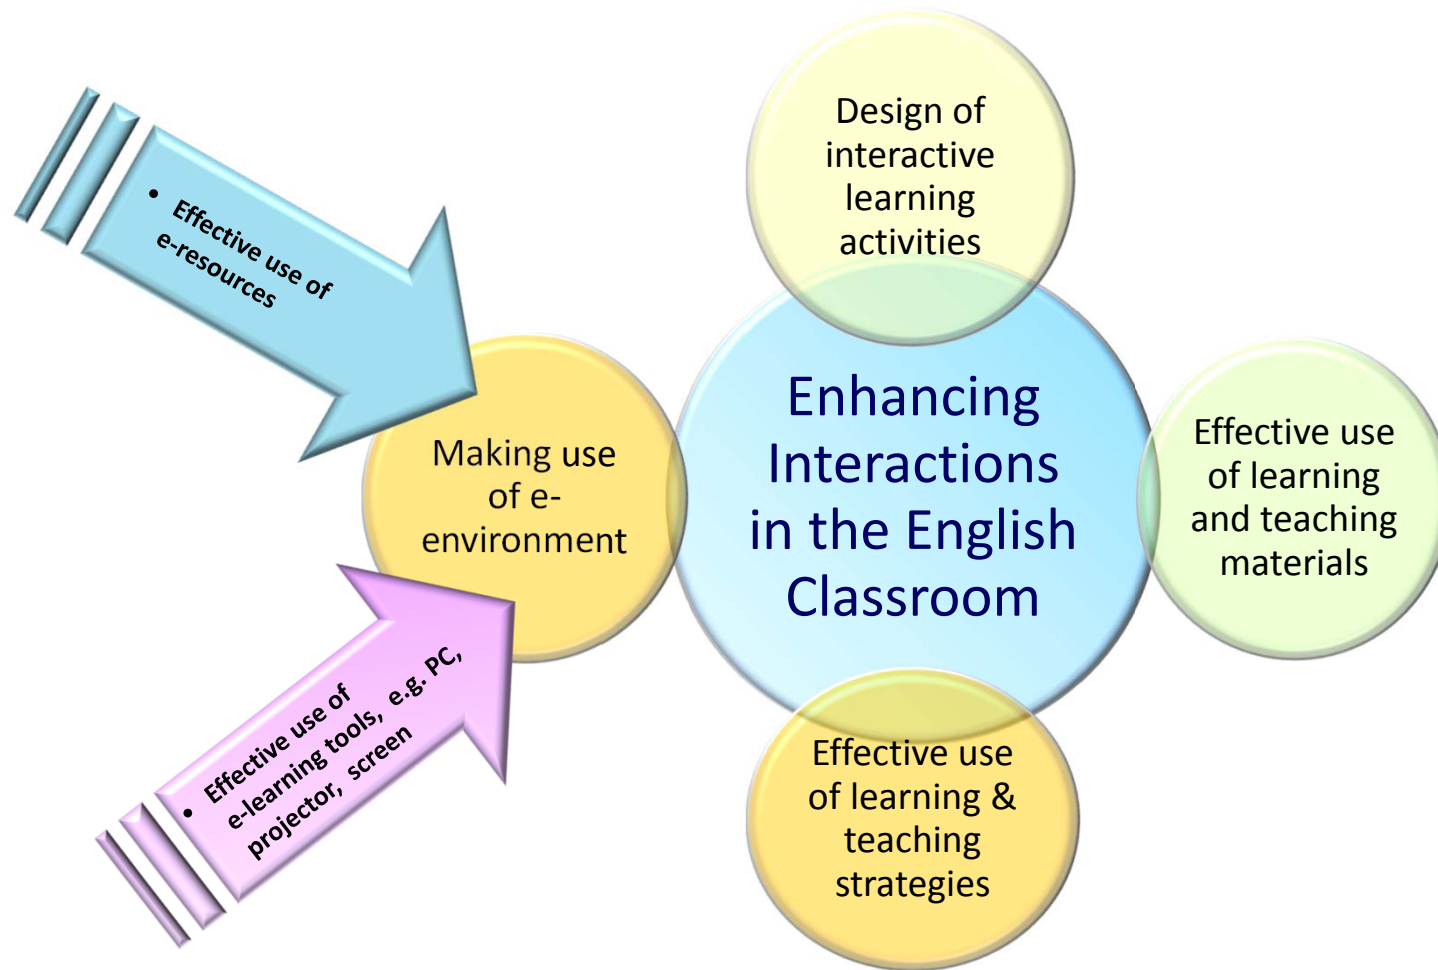 Design of
interactive
learning
activities
• Effective use of
e-resources
Enhancing
Interactions
in the English
Classroom
Making use
of e-
environment
Effective use
of learning
and teaching
materials
• Effective use of
e-learning tools, e.g. PC,
projector, screen
Effective use
of learning &
teaching
strategies